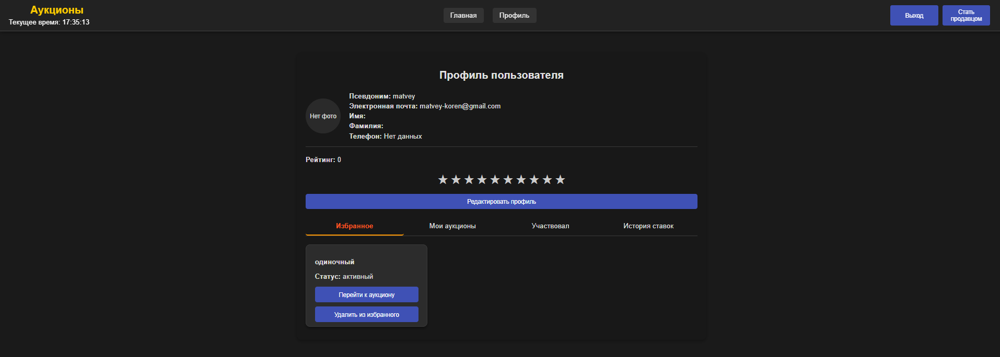 Аукционы
Текущее время: 17:35:13
Главная
Профиль
Выход
Стать
продавцом
Профиль пользователя
Нет фото
Псевдоним: matvey
Электронная почта: matvey-koren@gmail.com
Имя:
Фамилия:
Телефон: Нет данных
Рейтинг: 0
★ ★ ★ ★ ★ ★ ★ ★ ★ ★
Редактировать профиль
Избранное
Мои аукционы
Участвовал
История ставок
одиночный
Статус: активный
Перейти к аукциону
Удалить из избранного